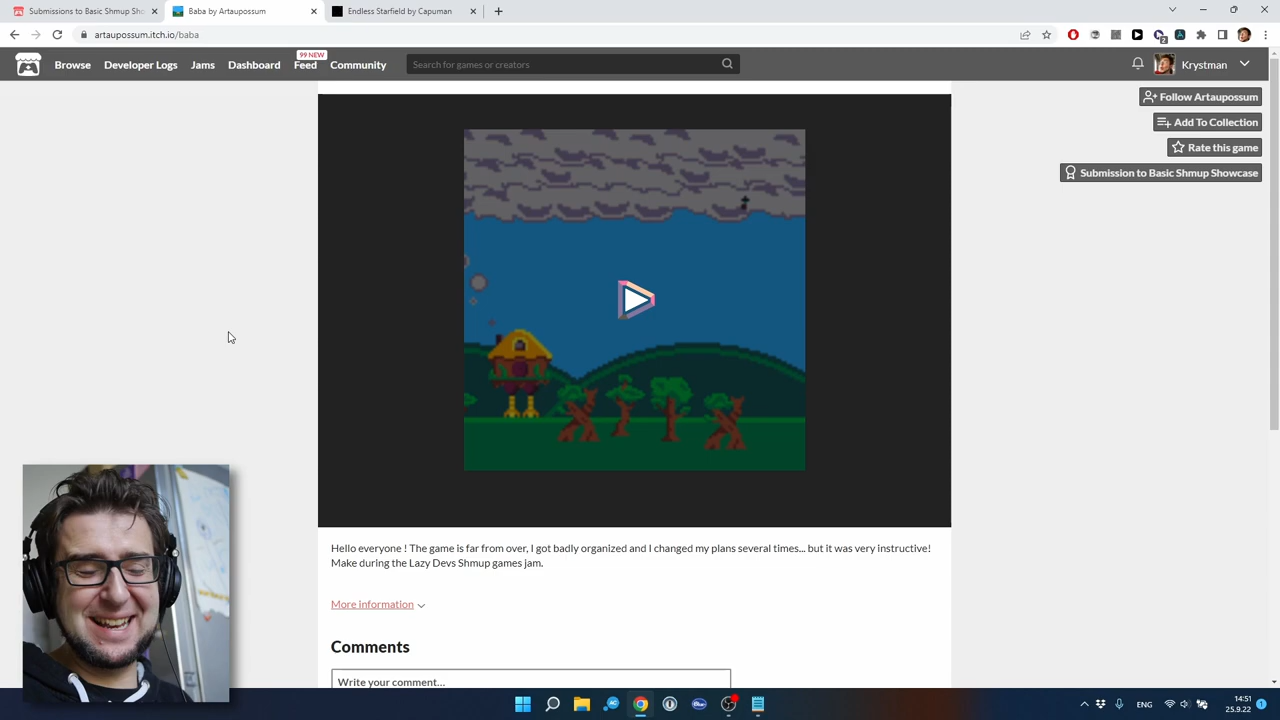 Submissions to Basic Shmup Sho
Baba by Artaupossum
Endless Starfield by Capuman
artaupossum.itch.io/baba
99 NEW
Browse
Developer Logs
Jams
Dashboard
Feed
Community
Search for games or creators
Krystman
Follow Artaupossum
Add To Collection
Rate this game
Submission to Basic Shmup Showcase
Hello everyone ! The game is far from over, I got badly organized and I changed my plans several times... but it was very instructive!
Make during the Lazy Devs Shmup games jam.
More information
Comments
Write your comment...
14:51
25.9.22